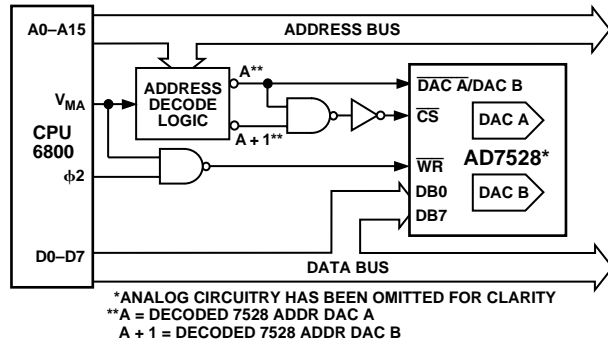 A0–A15
ADDRESS BUS
A**
VMA
ADDRESS
DECODE
LOGIC
DAC A/DAC B
CPU
6800
A + 1**
CS
DAC A
AD7528*
WR
φ2
DB0
DAC B
DB7
D0–D7
DATA BUS
*ANALOG CIRCUITRY HAS BEEN OMITTED FOR CLARITY
**A = DECODED 7528 ADDR DAC A
A + 1 = DECODED 7528 ADDR DAC B